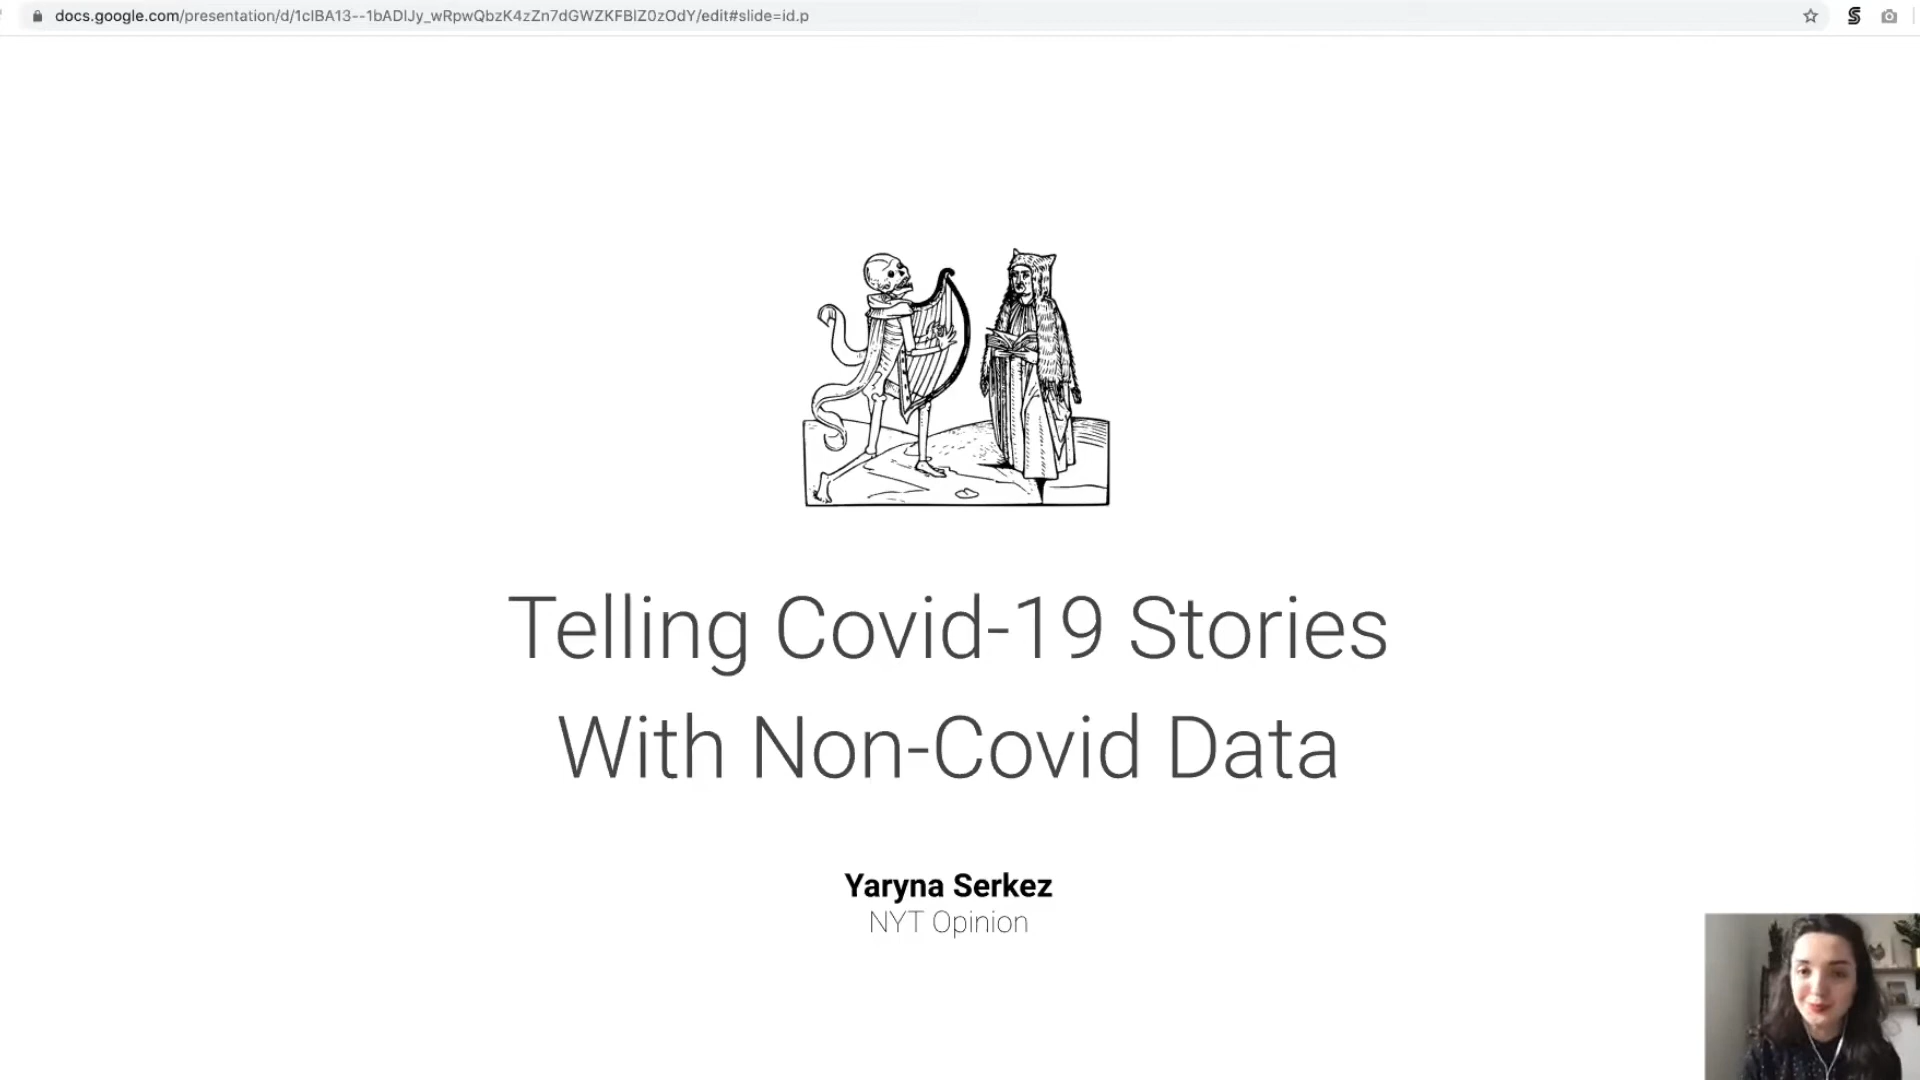 docs.google.com/presentation/d/1cIBA13--1bADIJy_wRpwQbzK4zZn7dGWZKFBIZ0zOdY/edit#slide=id.p
Telling Covid-19 Stories
With Non-Covid Data
Yaryna Serkez
NYT Opinion